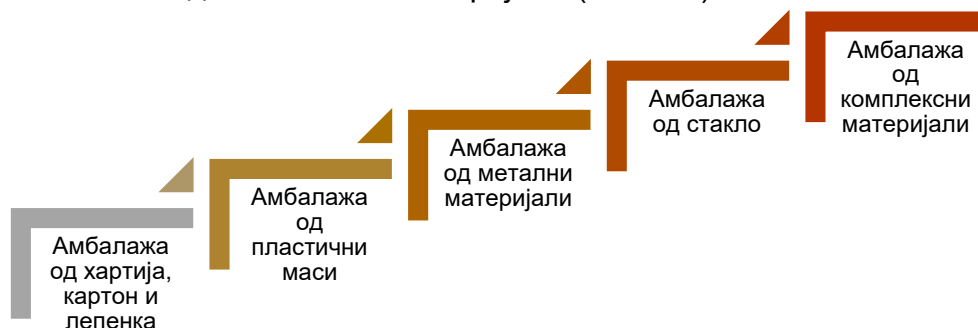 Амбалажа
од хартија,
картон и
лепенка
Амбалажа
од
пластични
маси
Амбалажа
од метални
материјали
Амбалажа
од стакло
Амбалажа
од
комплексни
материјали